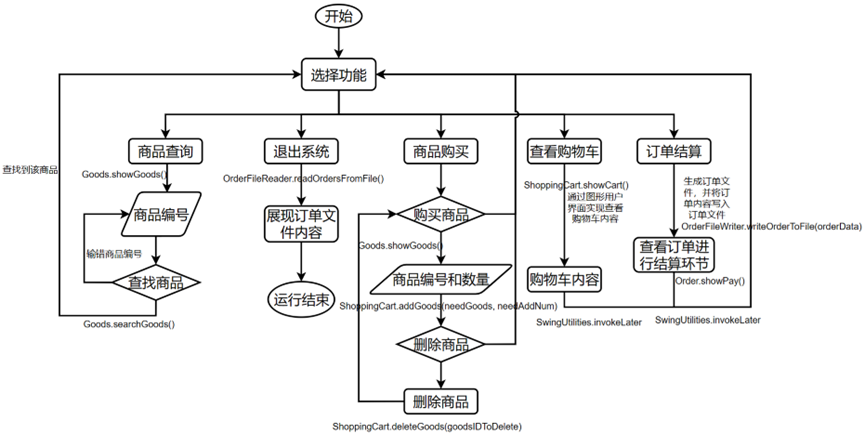 开始
选择功能
商品查询
退出系统
商品购买
查看购物车
订单结算
查找到该商品
Goods.showGoods()
OrderFileReader.readOrdersFromFile()
ShoppingCart.showCart()
通过图形用户
界面实现查看
购物车内容
生成订单文
件，并将订
单内容写入
订单文件
OrderFileWriter.writeOrderToFile(orderData)
商品编号
展现订单文
件内容
购买商品
Goods.showGoods()
查看订单进
行结算环节
输错商品编号
查找商品
运行结束
商品编号和数量
购物车内容
Order.showPay()
ShoppingCart.addGoods(needGoods, needAddNum)
Goods.searchGoods()
SwingUtilities.invokeLater
SwingUtilities.invokeLater
删除商品
删除商品
ShoppingCart.deleteGoods(goodsIDToDelete)